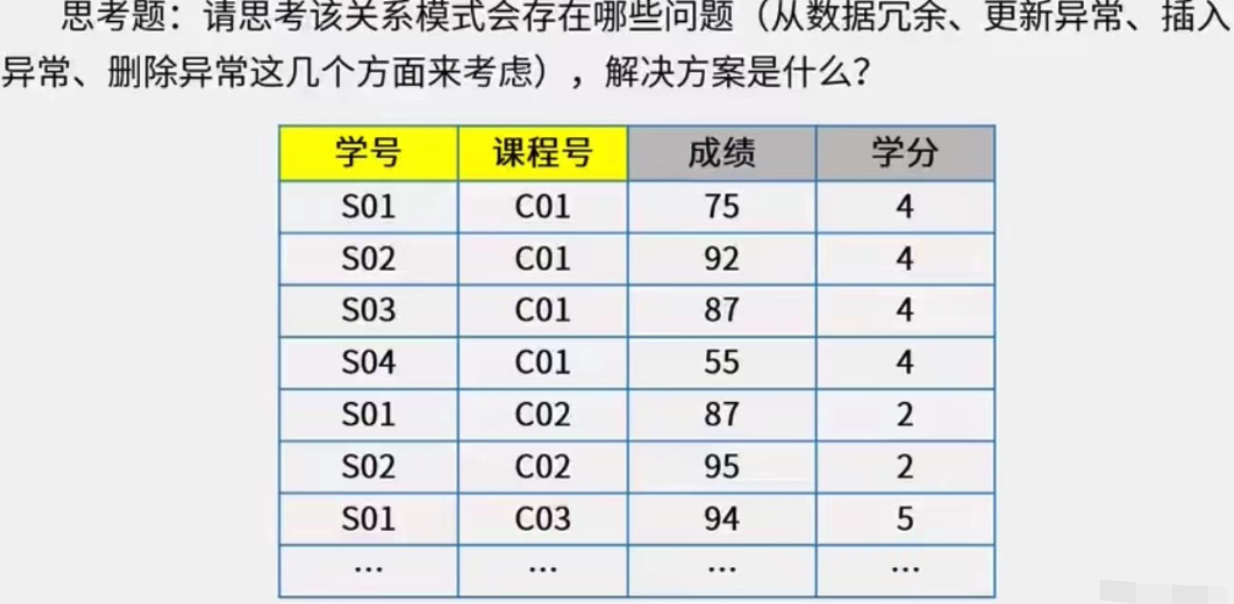 思考题：请思考该关系模式会存在哪些问题（从数据冗余、更新异常、插入
异常、删除异常这几个方面来考虑），解决方案是什么？
学号 课程号 成绩 学分
S01 C01 75 4
S02 C01 92 4
S03 C01 87 4
S04 C01 55 4
S01 C02 87 2
S02 C02 95 2
S01 C03 94 5
… … … …